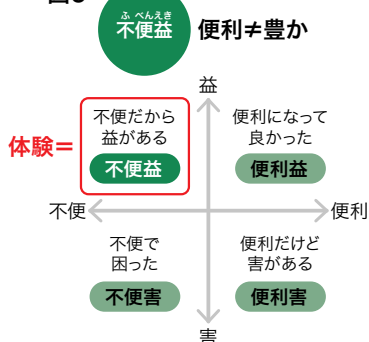 ふべんえき
不便益
便利≠豊か
益
不便だから
益がある
不便益
便利になって
良かった
便利益
体験＝
不便
便利
不便で
困った
不便害
便利だけど
害がある
便利害
害